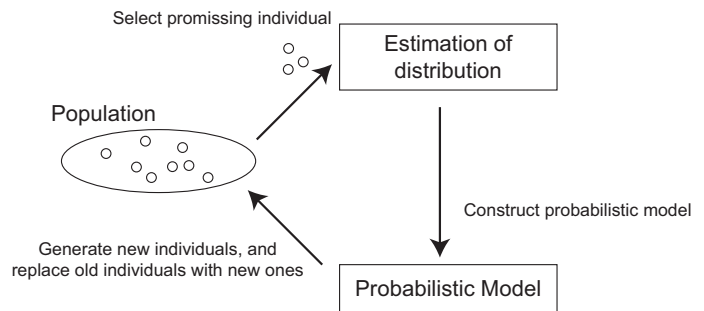 Select promissing individual
Estimation of
distribution
Population
Construct probabilistic model
Generate new individuals, and
replace old individuals with new ones
Probabilistic Model